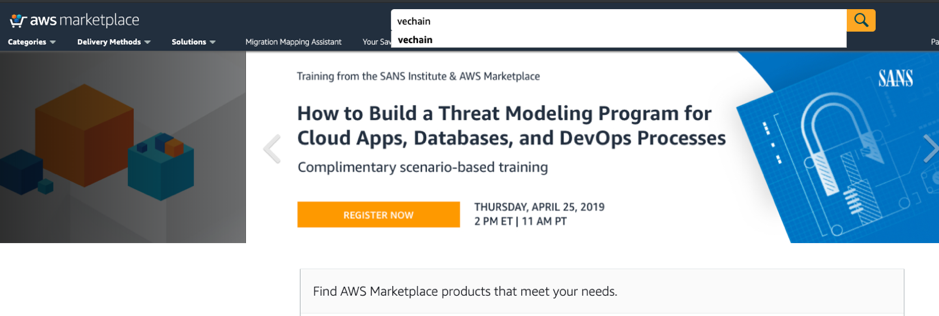 aws marketplace
vechain
vechain
Categories Delivery Methods Solutions Migration Mapping Assistant Your Sav Pa
Training from the SANS Institute & AWS Marketplace
SANS
How to Build a Threat Modeling Program for
Cloud Apps, Databases, and DevOps Processes
Complimentary scenario-based training
REGISTER NOW
THURSDAY, APRIL 25, 2019
2 PM ET | 11 AM PT
Find AWS Marketplace products that meet your needs.